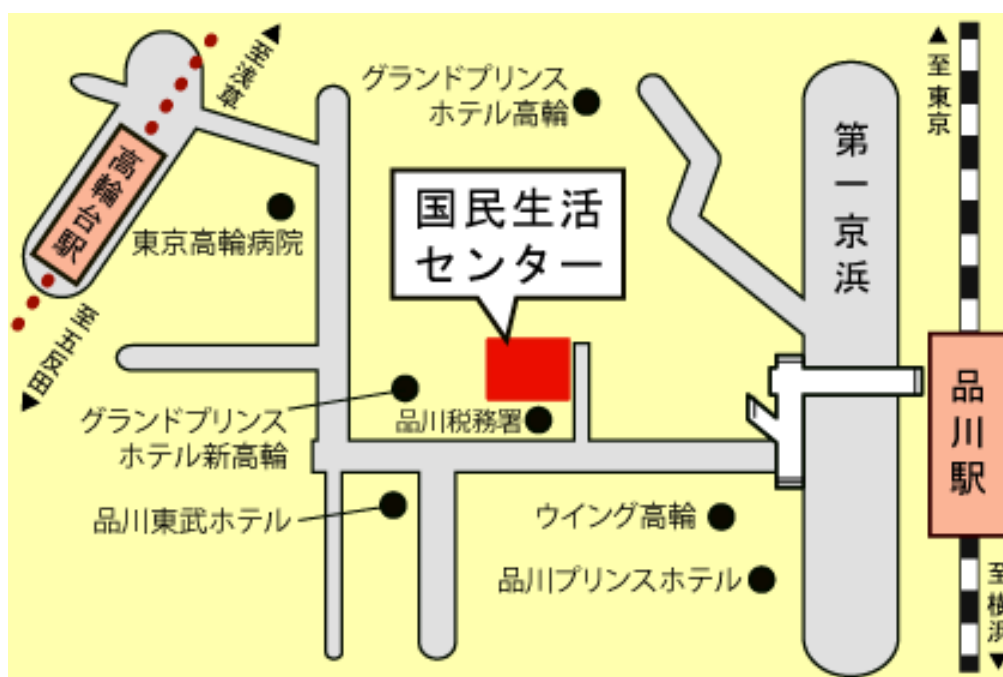 ▲至浅草
高輪台駅
至五反田▼
グランドプリンス
ホテル高輪
東京高輪病院
国民生活
センター
第一京浜
▲至東京
品川駅
至横浜▼
グランドプリンス
ホテル新高輪
品川税務署
品川東武ホテル
ウイング高輪
品川プリンスホテル